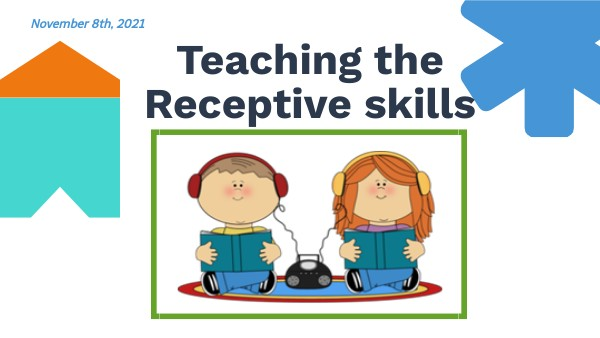 November 8th, 2021
Teaching the
Receptive skills